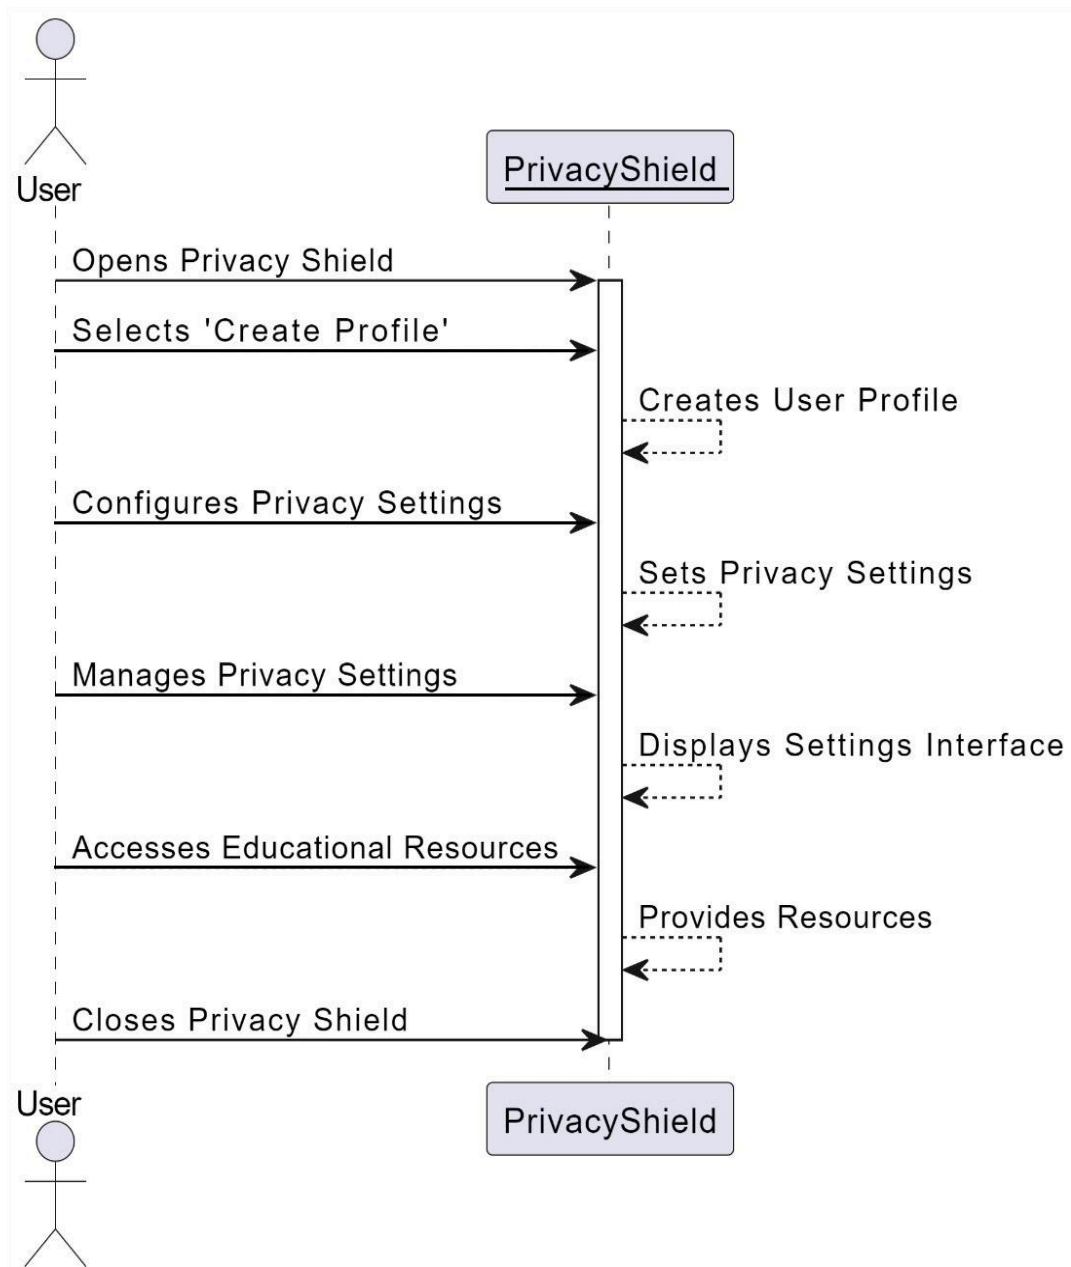 User
PrivacyShield
Opens Privacy Shield
Selects 'Create Profile'
Creates User Profile
Configures Privacy Settings
Sets Privacy Settings
Manages Privacy Settings
Displays Settings Interface
Accesses Educational Resources
Provides Resources
Closes Privacy Shield
User
PrivacyShield